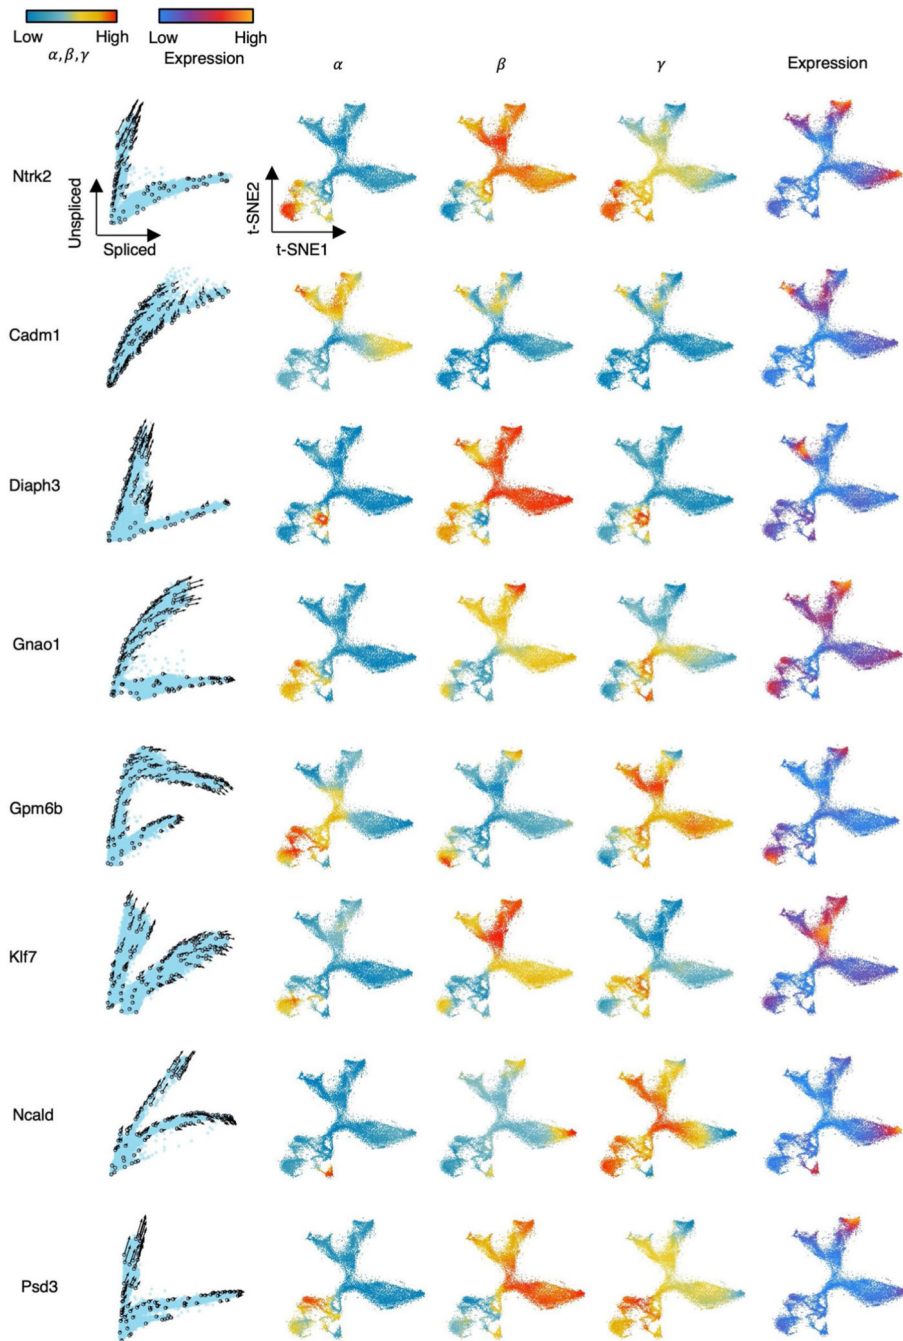 Low High Low High
α, β, γ Expression
α β γ Expression
Ntrk2
Unspliced
Spliced
t-SNE2
t-SNE1
Cadm1
Diaph3
Gnao1
Gpm6b
Klf7
Ncald
Psd3